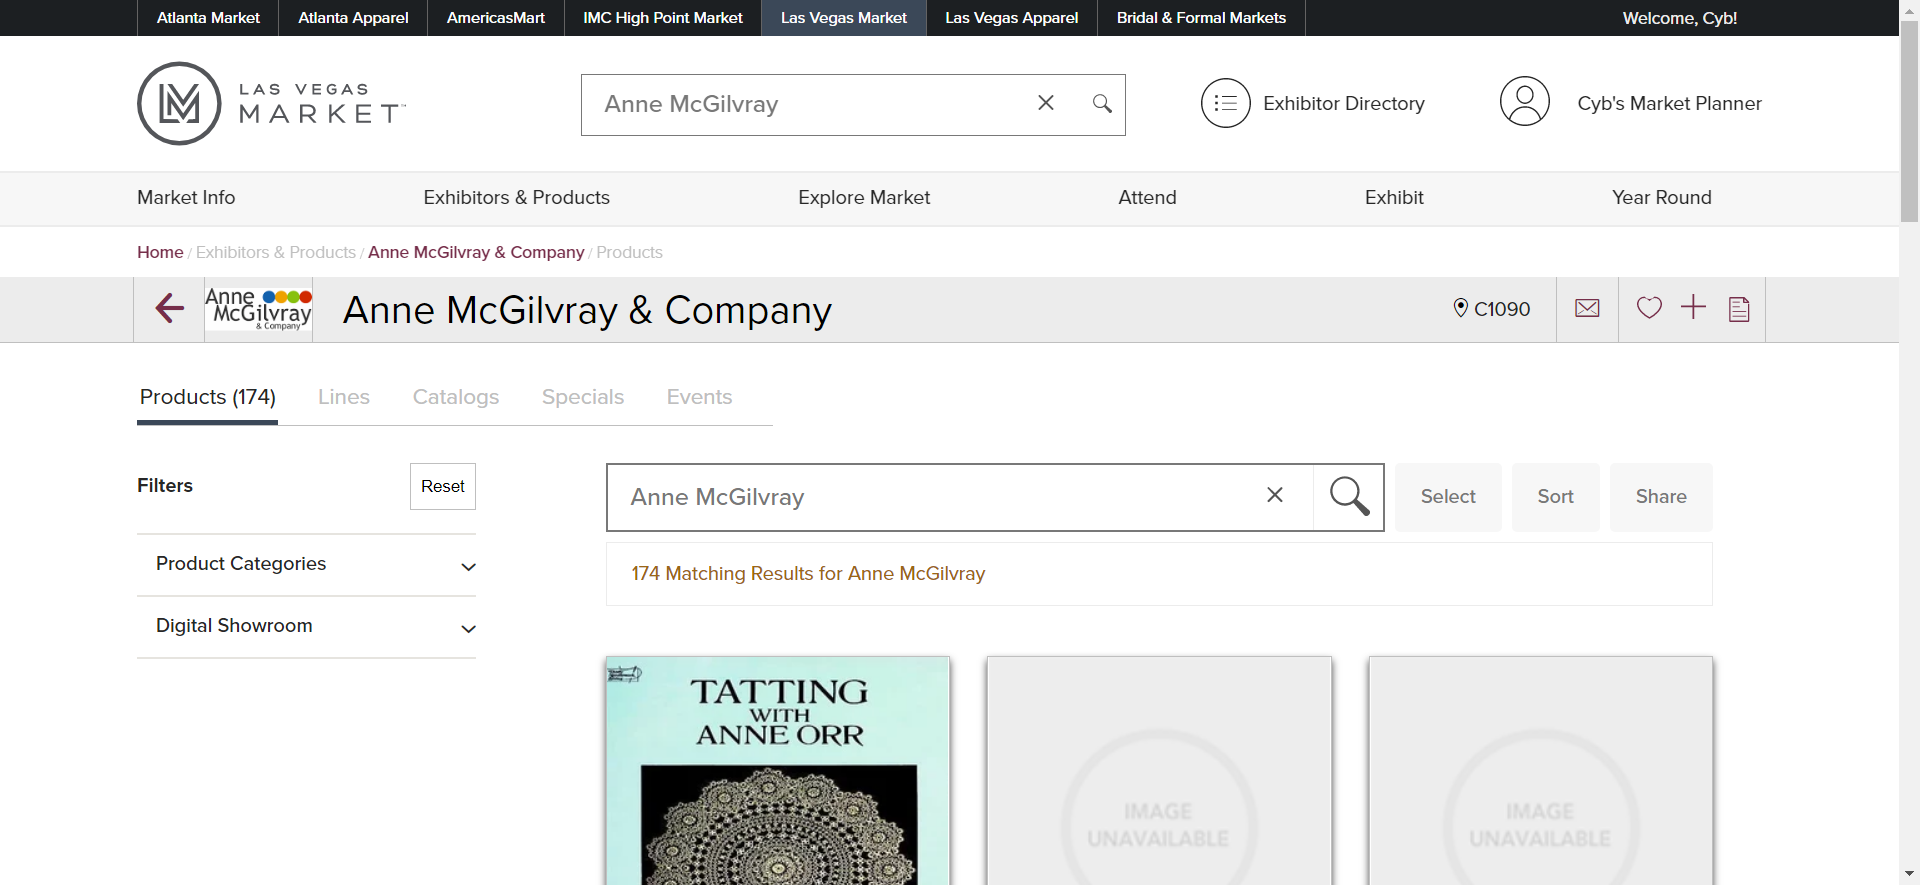 Atlanta Market
Atlanta Apparel
AmericasMart
IMC High Point Market
Las Vegas Market
Las Vegas Apparel
Bridal & Formal Markets
Welcome, Cyb!
LAS VEGAS
MARKET
Anne McGilvray
Exhibitor Directory
Cyb's Market Planner
Market Info
Exhibitors & Products
Explore Market
Attend
Exhibit
Year Round
Home / Exhibitors & Products / Anne McGilvray & Company / Products
Anne
McGilvray
& Company
Anne McGilvray & Company
C1090
Products (174)
Lines
Catalogs
Specials
Events
Filters
Reset
Anne McGilvray
Select
Sort
Share
Product Categories
174 Matching Results for Anne McGilvray
Digital Showroom
TATTING
WITH
ANNE ORR
IMAGE
UNAVAILABLE
IMAGE
UNAVAILABLE